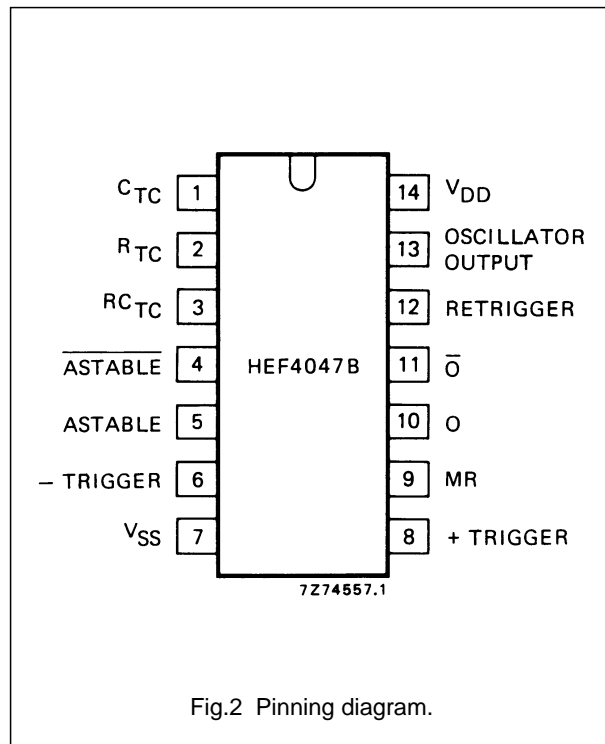 C_TC 1
R_TC 2
RC_TC 3
A̅S̅T̅A̅B̅L̅E̅ 4
ASTABLE 5
– TRIGGER 6
V_SS 7
HEF4047B
14 V_DD
13 OSCILLATOR
OUTPUT
12 RETRIGGER
11 O̅
10 O
9 MR
8 + TRIGGER
7Z74557.1
Fig.2 Pinning diagram.